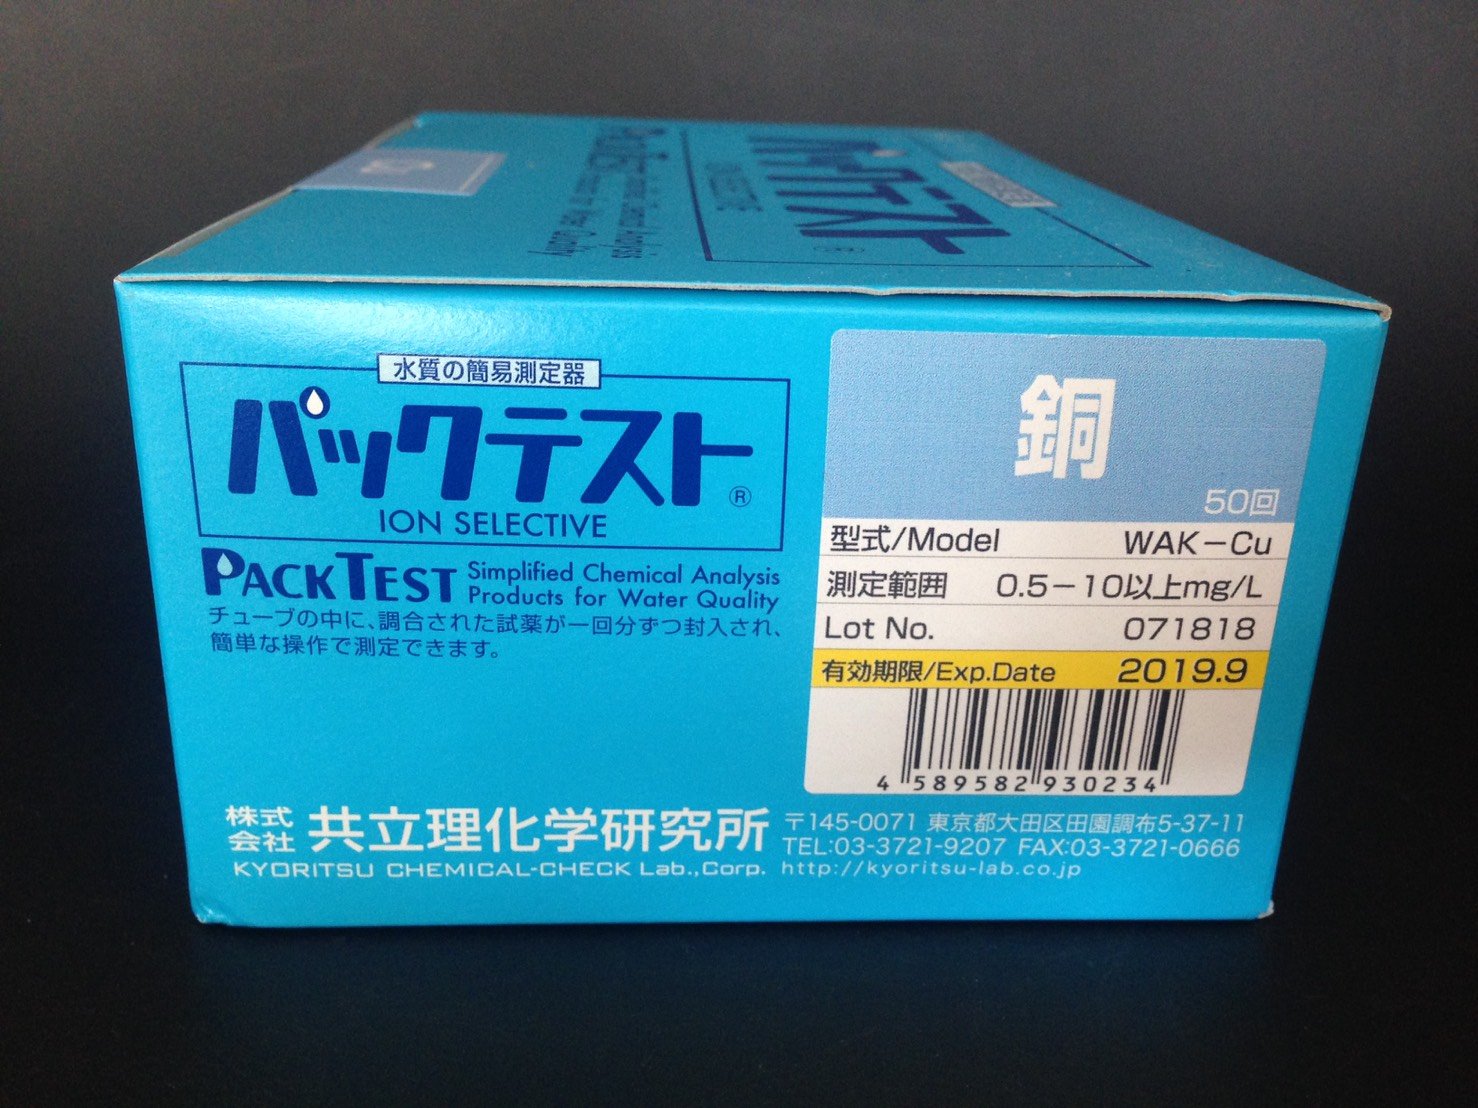 パックテスト
®
水質の簡易測定器
パックテスト®
ION SELECTIVE
PACKTEST Simplified Chemical Analysis
Products for Water Quality
チューブの中に、調合された試薬が一回分ずつ封入され、
簡単な操作で測定できます。
銅
50回
型式/Model WAK-Cu
測定範囲 0.5-10以上mg/L
Lot No. 071818
有効期限/Exp.Date 2019.9
4 589582 930234
株式会社 共立理化学研究所
KYORITSU CHEMICAL-CHECK Lab.,Corp.
〒145-0071 東京都大田区田園調布5-37-11
TEL:03-3721-9207 FAX:03-3721-0666
http://kyoritsu-lab.co.jp